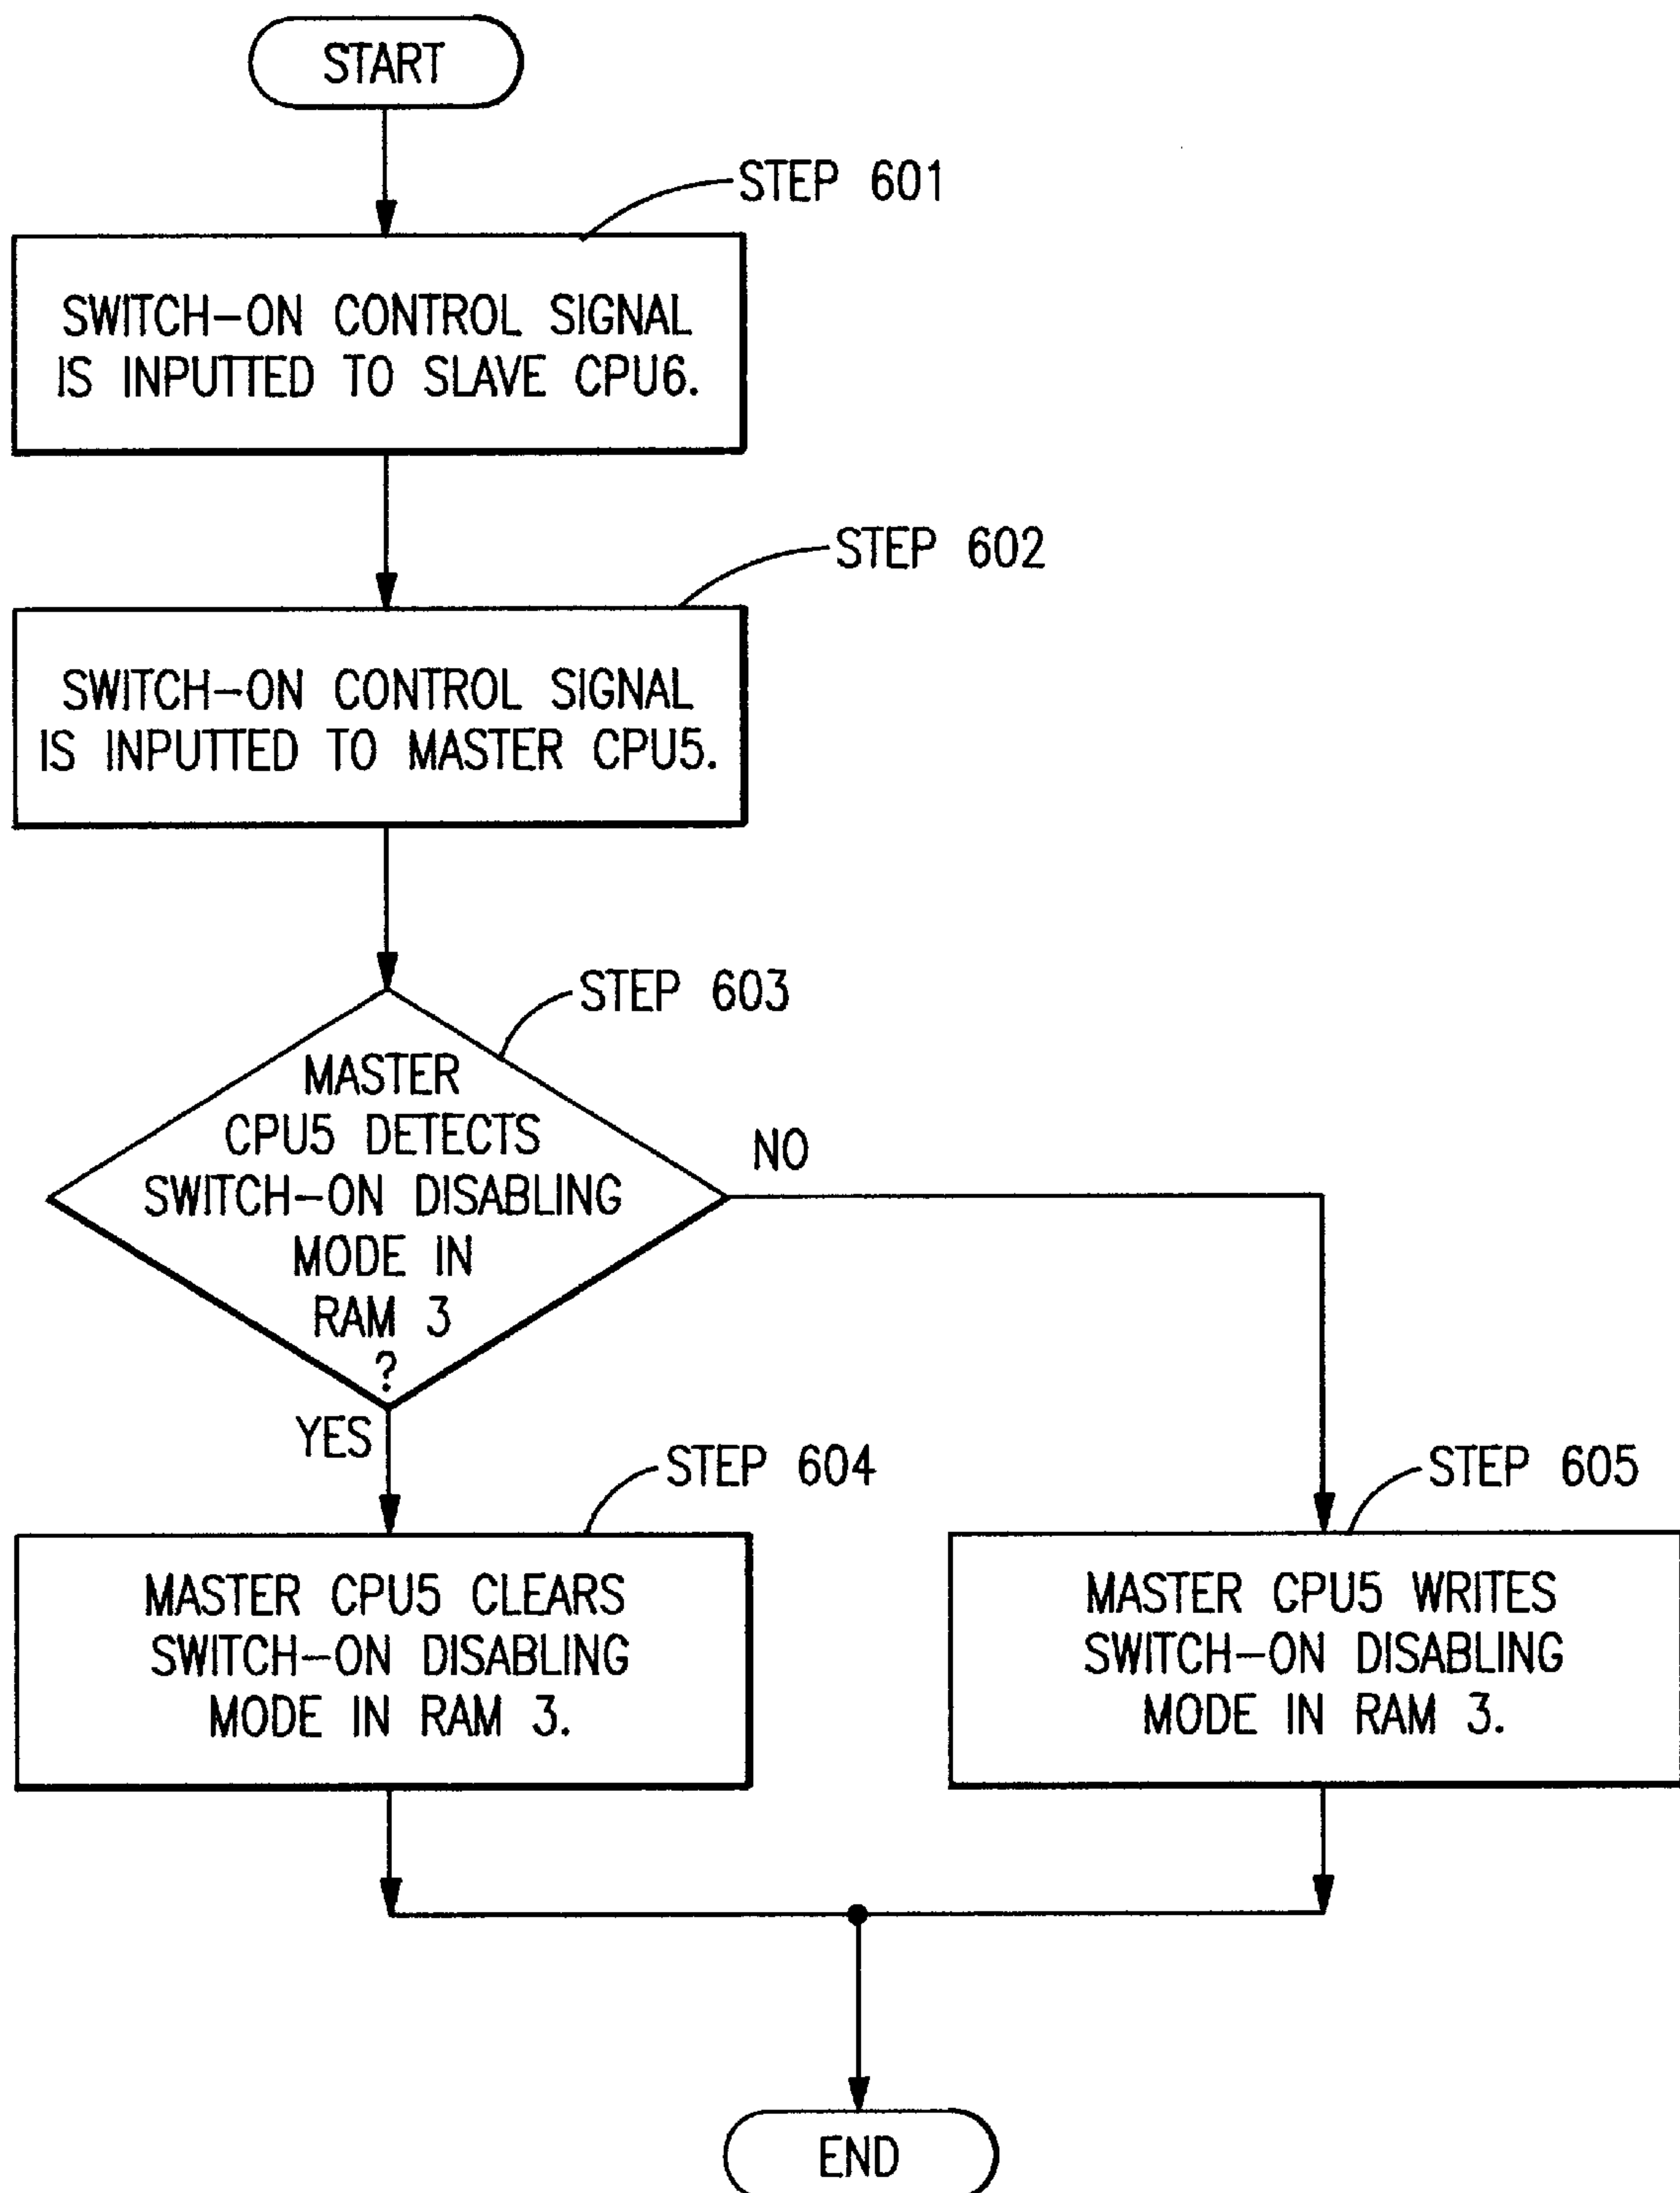 START
STEP 601
SWITCH-ON CONTROL SIGNAL
IS INPUTTED TO SLAVE CPU6.
STEP 602
SWITCH-ON CONTROL SIGNAL
IS INPUTTED TO MASTER CPU5.
STEP 603
MASTER
CPU5 DETECTS
SWITCH-ON DISABLING
MODE IN
RAM 3
?
NO
YES
STEP 604
MASTER CPU5 CLEARS
SWITCH-ON DISABLING
MODE IN RAM 3.
STEP 605
MASTER CPU5 WRITES
SWITCH-ON DISABLING
MODE IN RAM 3.
END